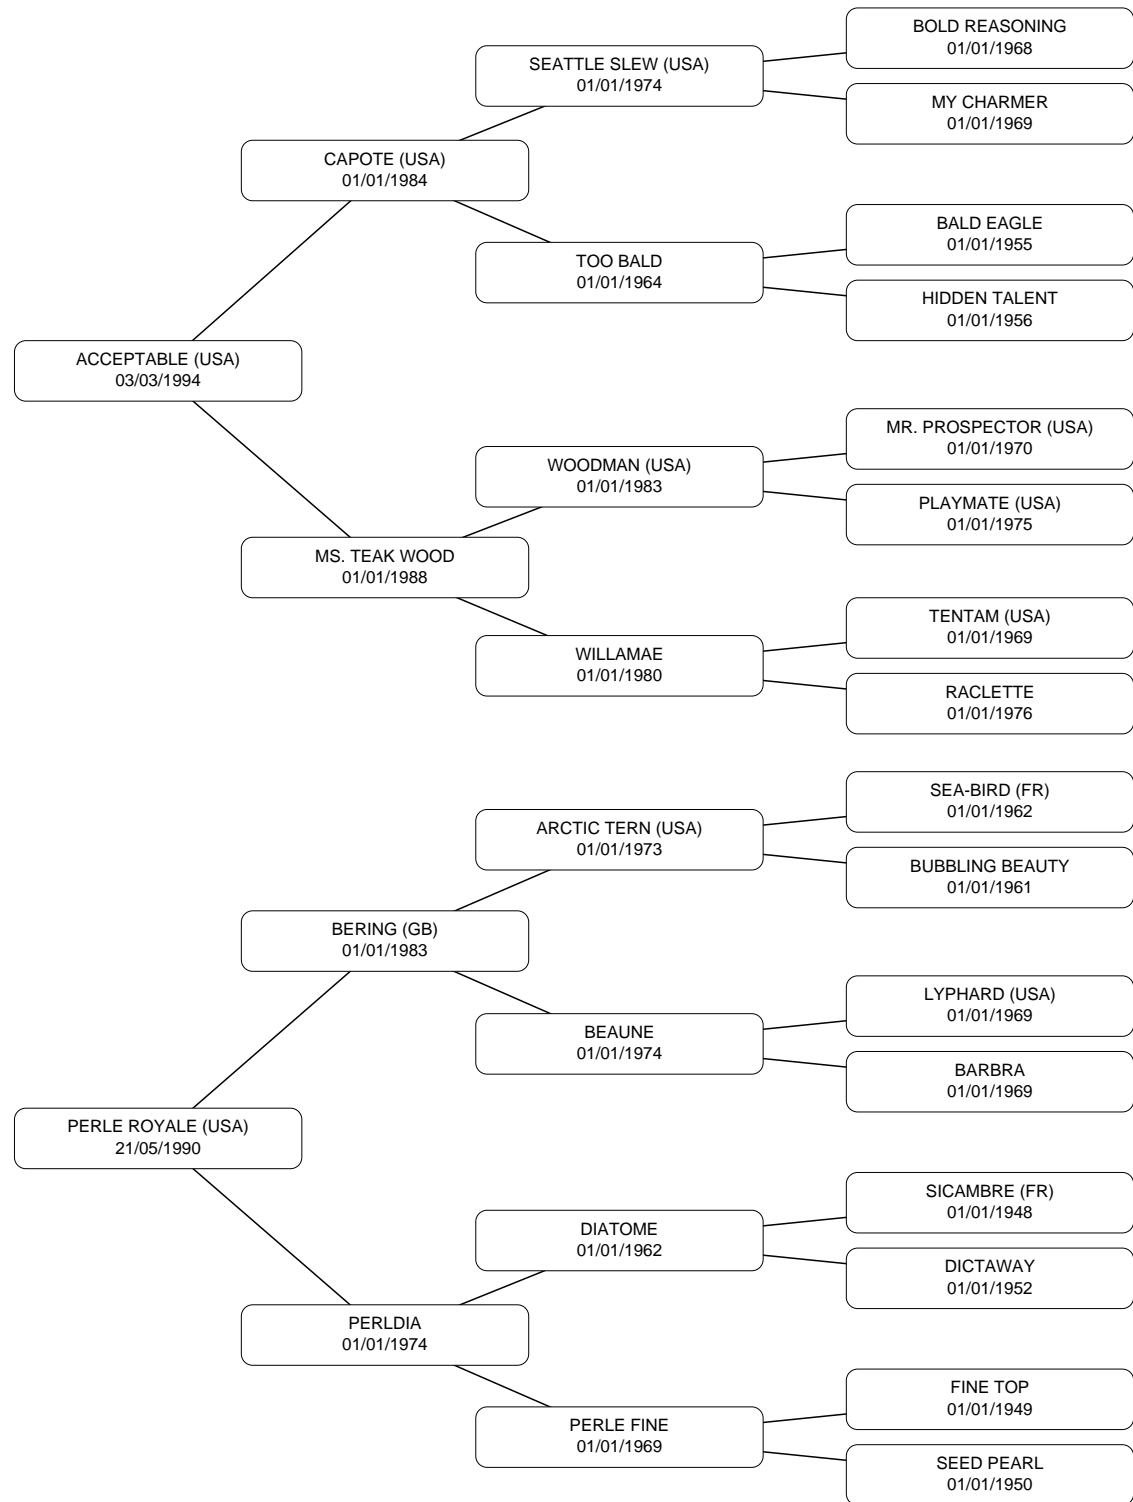 BOLD REASONING
01/01/1968
SEATTLE SLEW (USA)
01/01/1974
MY CHARMER
01/01/1969
CAPOTE (USA)
01/01/1984
BALD EAGLE
01/01/1955
TOO BALD
01/01/1964
HIDDEN TALENT
01/01/1956
ACCEPTABLE (USA)
03/03/1994
MR. PROSPECTOR (USA)
01/01/1970
WOODMAN (USA)
01/01/1983
PLAYMATE (USA)
01/01/1975
MS. TEAK WOOD
01/01/1988
TENTAM (USA)
01/01/1969
WILLAMAE
01/01/1980
RACLETTE
01/01/1976
SEA-BIRD (FR)
01/01/1962
ARCTIC TERN (USA)
01/01/1973
BUBBLING BEAUTY
01/01/1961
BERING (GB)
01/01/1983
LYPHARD (USA)
01/01/1969
BEAUNE
01/01/1974
BARBRA
01/01/1969
PERLE ROYALE (USA)
21/05/1990
SICAMBRE (FR)
01/01/1948
DIATOME
01/01/1962
DICTAWAY
01/01/1952
PERLDIA
01/01/1974
FINE TOP
01/01/1949
PERLE FINE
01/01/1969
SEED PEARL
01/01/1950